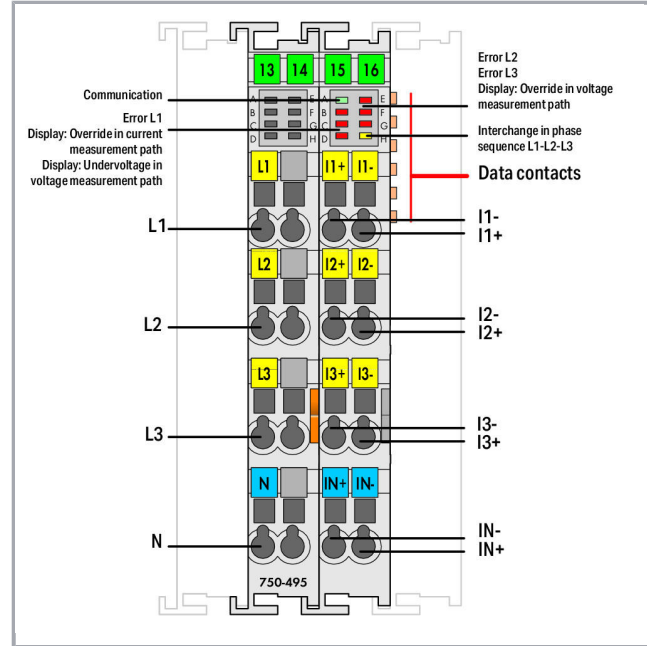 13 14 15 16
Communication
Error L1
Display: Override in current
measurement path
Display: Undervoltage in
voltage measurement path
Error L2
Error L3
Display: Override in voltage
measurement path
Interchange in phase
sequence L1-L2-L3
Data contacts
A E A E
B F B F
C G C G
D H D H
L1 I1+ I1-
L1
I1-
I1+
L2 I2+ I2-
L2
I2-
I2+
L3 I3+ I3-
L3
I3-
I3+
N IN+ IN-
N
IN-
IN+
750-495